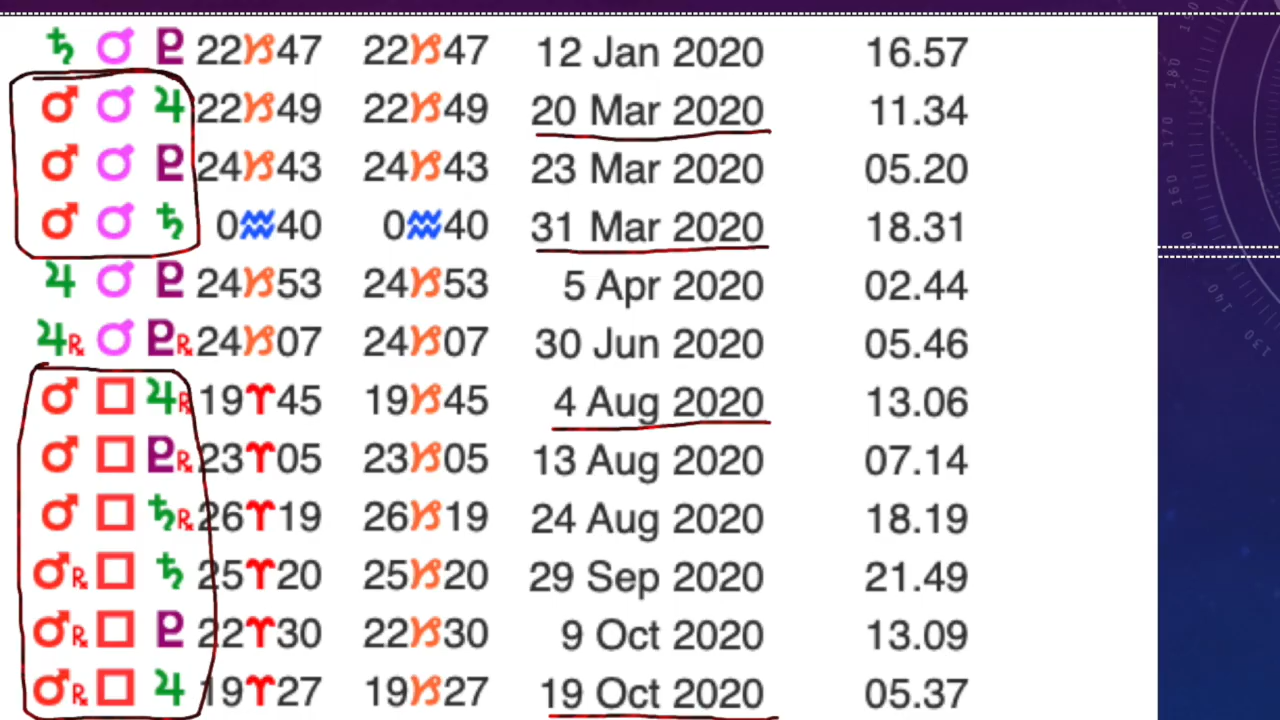 ♄ ☌ ♇ 22♑47 22♑47 12 Jan 2020 16.57
♂ ☌ ♃ 22♑49 22♑49 20 Mar 2020 11.34
♂ ☌ ♇ 24♑43 24♑43 23 Mar 2020 05.20
♂ ☌ ♄ 0♒40 0♒40 31 Mar 2020 18.31
♃ ☌ ♇ 24♑53 24♑53 5 Apr 2020 02.44
♃℞ ☌ ♇℞ 24♑07 24♑07 30 Jun 2020 05.46
♂ □ ♃℞ 19♈45 19♑45 4 Aug 2020 13.06
♂ □ ♇℞ 23♈05 23♑05 13 Aug 2020 07.14
♂ □ ♄℞ 26♈19 26♑19 24 Aug 2020 18.19
♂℞ □ ♄ 25♈20 25♑20 29 Sep 2020 21.49
♂℞ □ ♇ 22♈30 22♑30 9 Oct 2020 13.09
♂℞ □ ♃ 19♈27 19♑27 19 Oct 2020 05.37
180
170
160
140
130